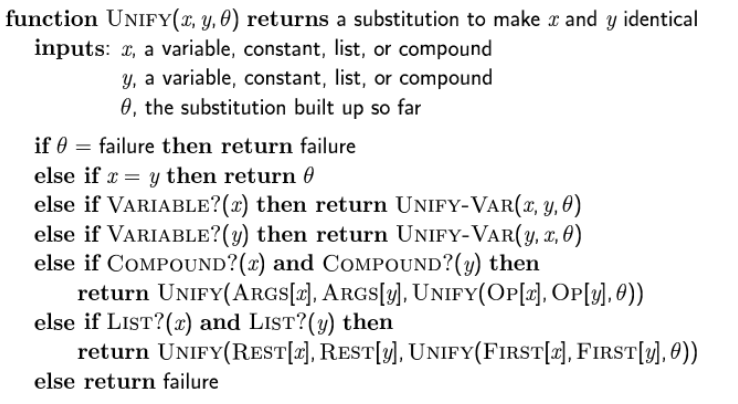 function UNIFY(x, y, θ) returns a substitution to make x and y identical
inputs: x, a variable, constant, list, or compound
y, a variable, constant, list, or compound
θ, the substitution built up so far
if θ = failure then return failure
else if x = y then return θ
else if VARIABLE?(x) then return UNIFY-VAR(x, y, θ)
else if VARIABLE?(y) then return UNIFY-VAR(y, x, θ)
else if COMPOUND?(x) and COMPOUND?(y) then
return UNIFY(ARGS[x], ARGS[y], UNIFY(OP[x], OP[y], θ))
else if LIST?(x) and LIST?(y) then
return UNIFY(REST[x], REST[y], UNIFY(FIRST[x], FIRST[y], θ))
else return failure